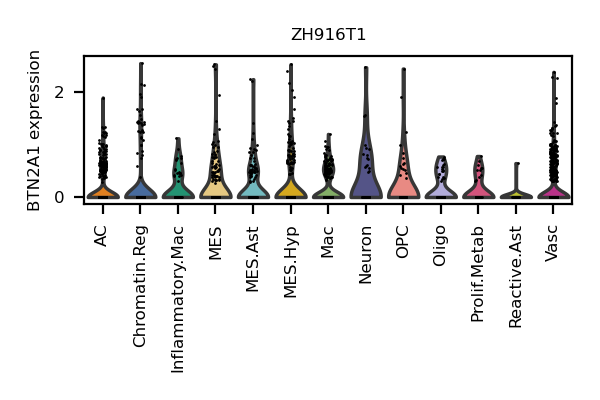 ZH916T1
BTN2A1 expression
2
0
AC
Chromatin.Reg
Inflammatory.Mac
MES
MES.Ast
MES.Hyp
Mac
Neuron
OPC
Oligo
Prolif.Metab
Reactive.Ast
Vasc